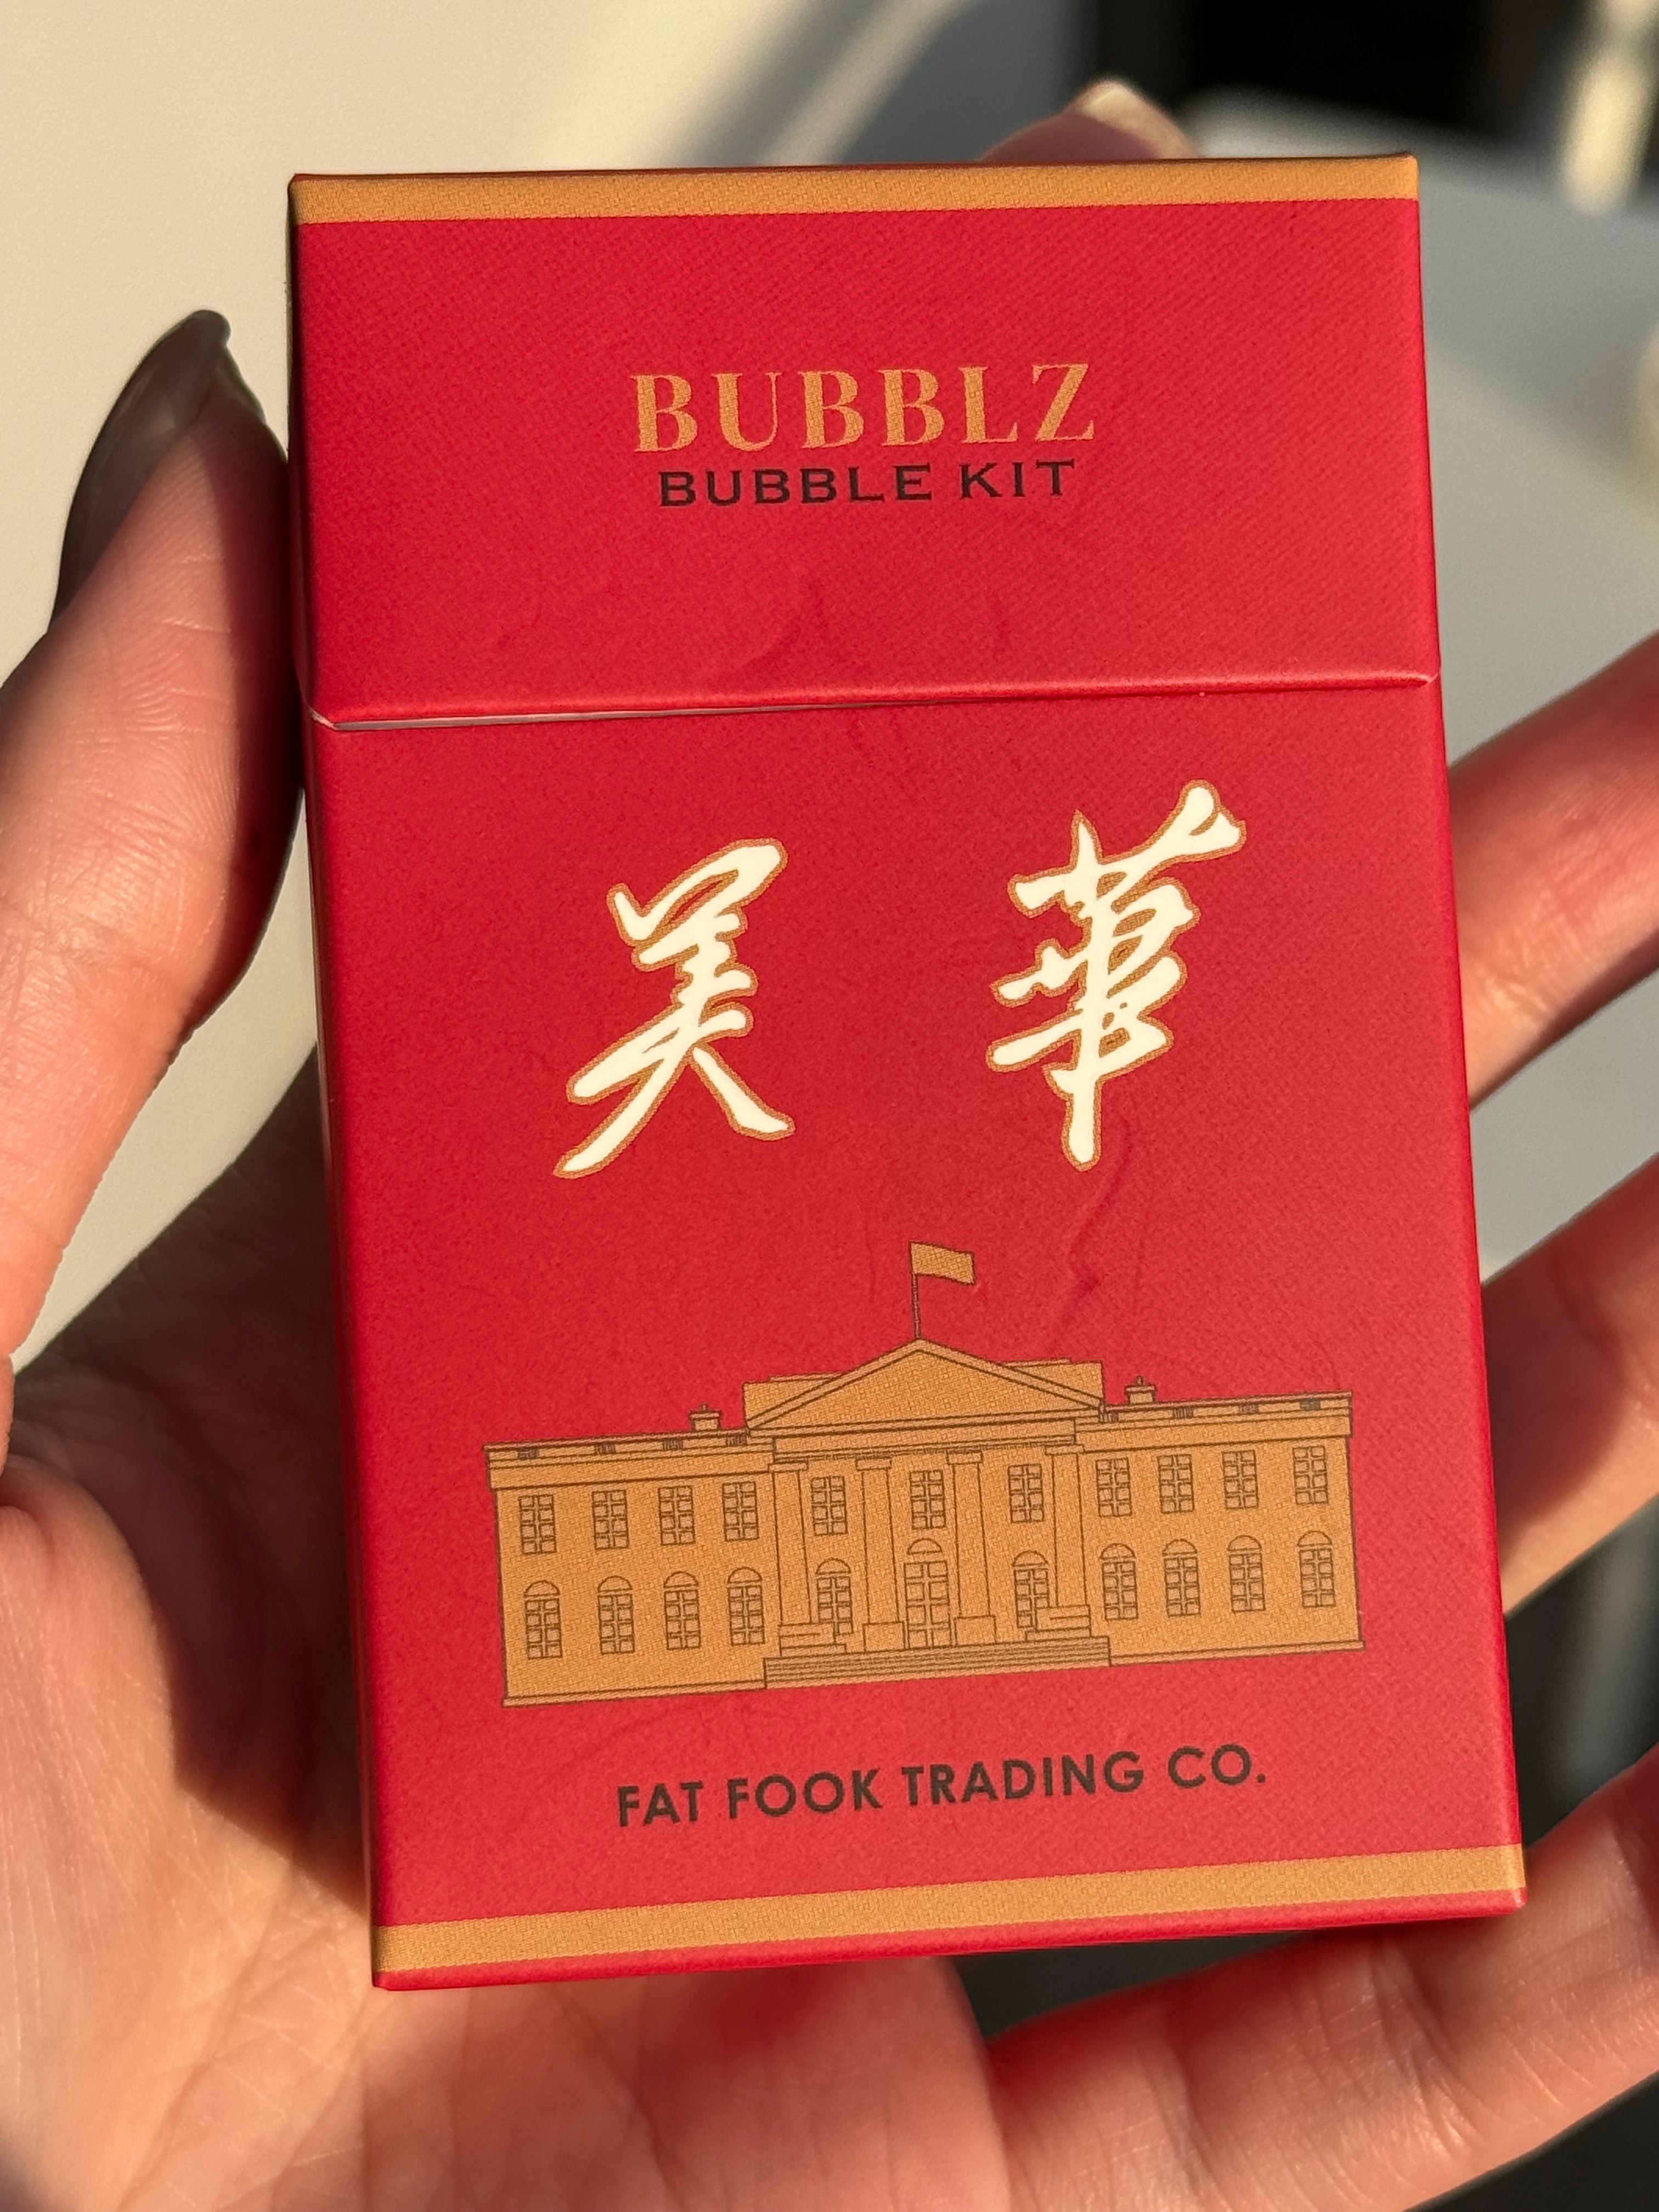 BUBBLZ
BUBBLE KIT
美 華
FAT FOOK TRADING CO.